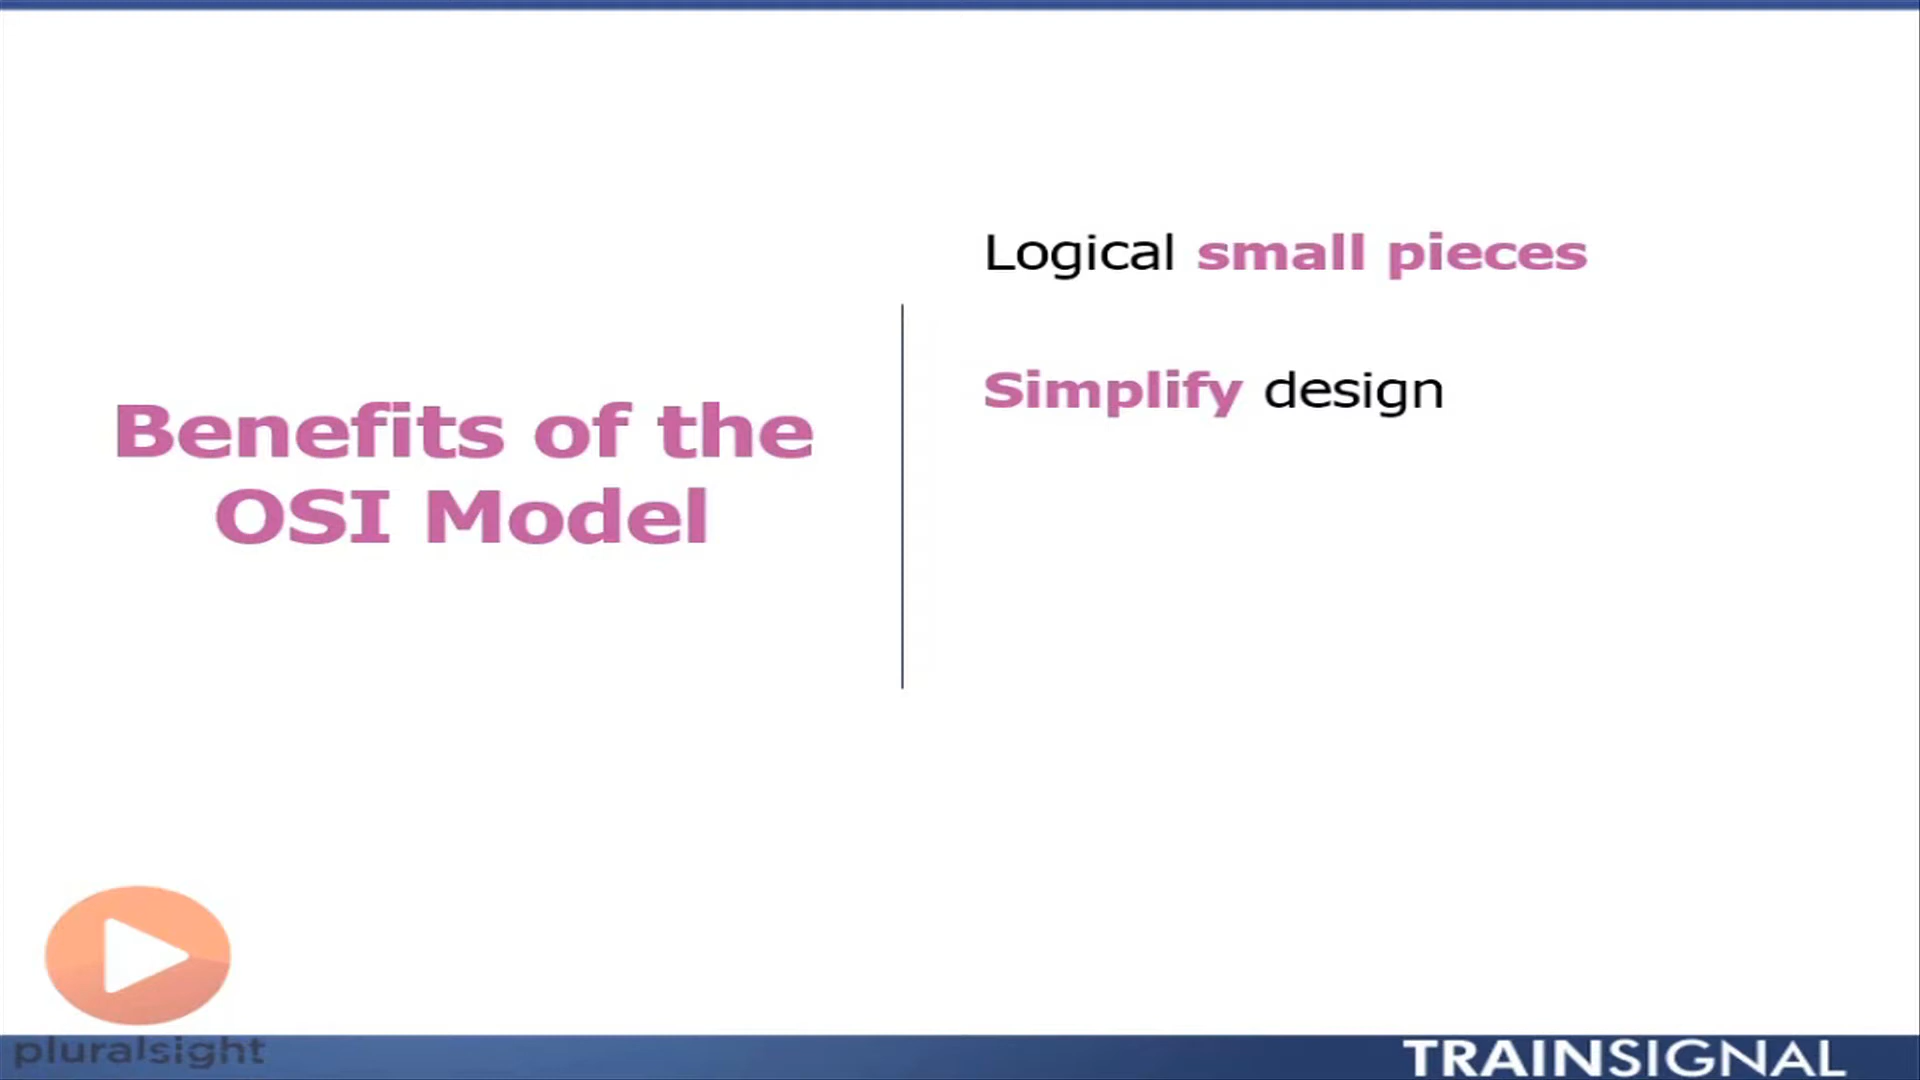 Benefits of the
OSI Model
Logical small pieces
Simplify design
pluralsight
TRAINSIGNAL